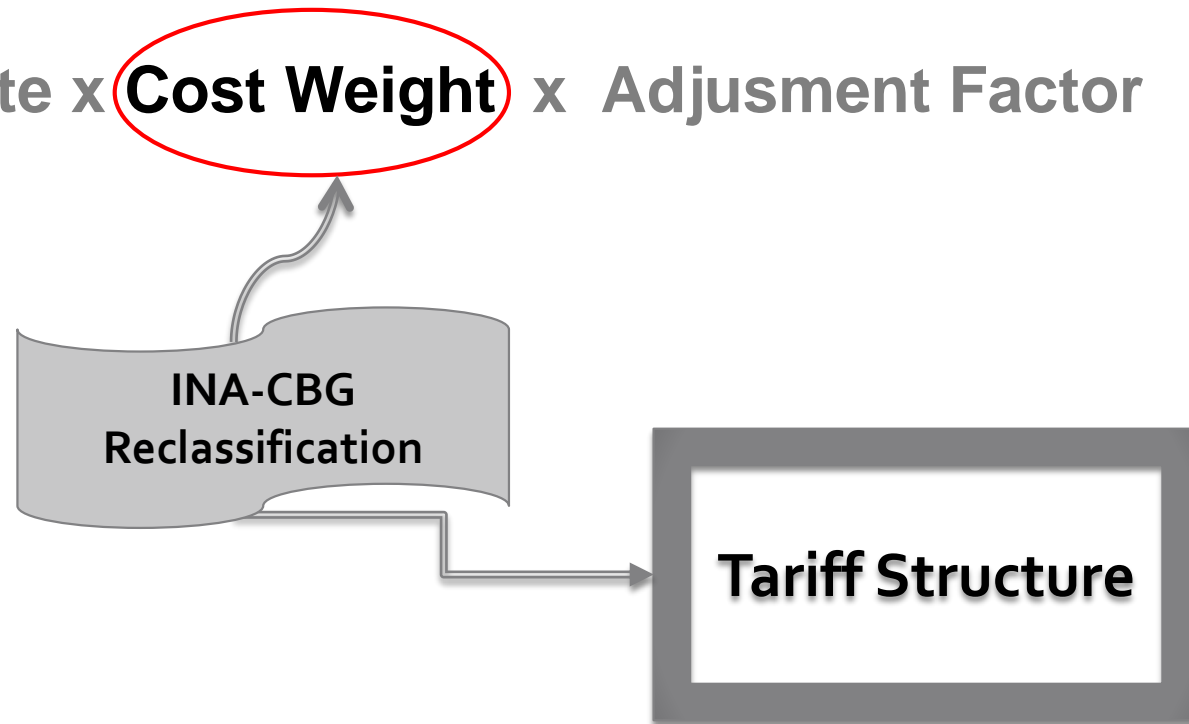 te x Cost Weight x Adjusment Factor
INA-CBG
Reclassification
Tariff Structure